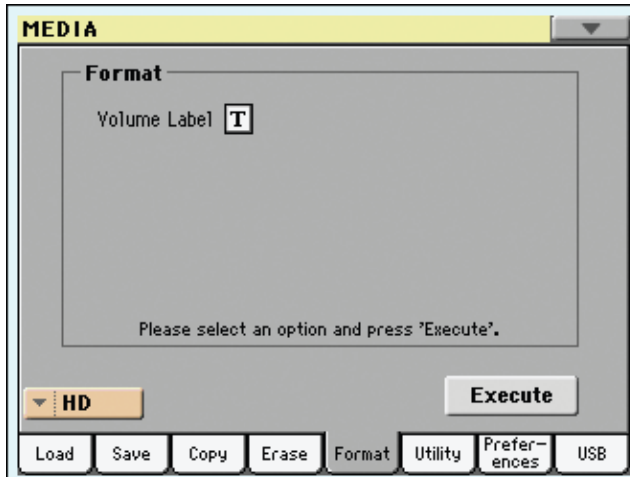 MEDIA
Format
Volume Label T
Please select an option and press 'Execute'.
HD
Execute
Load Save Copy Erase Format Utility Prefer-
ences USB